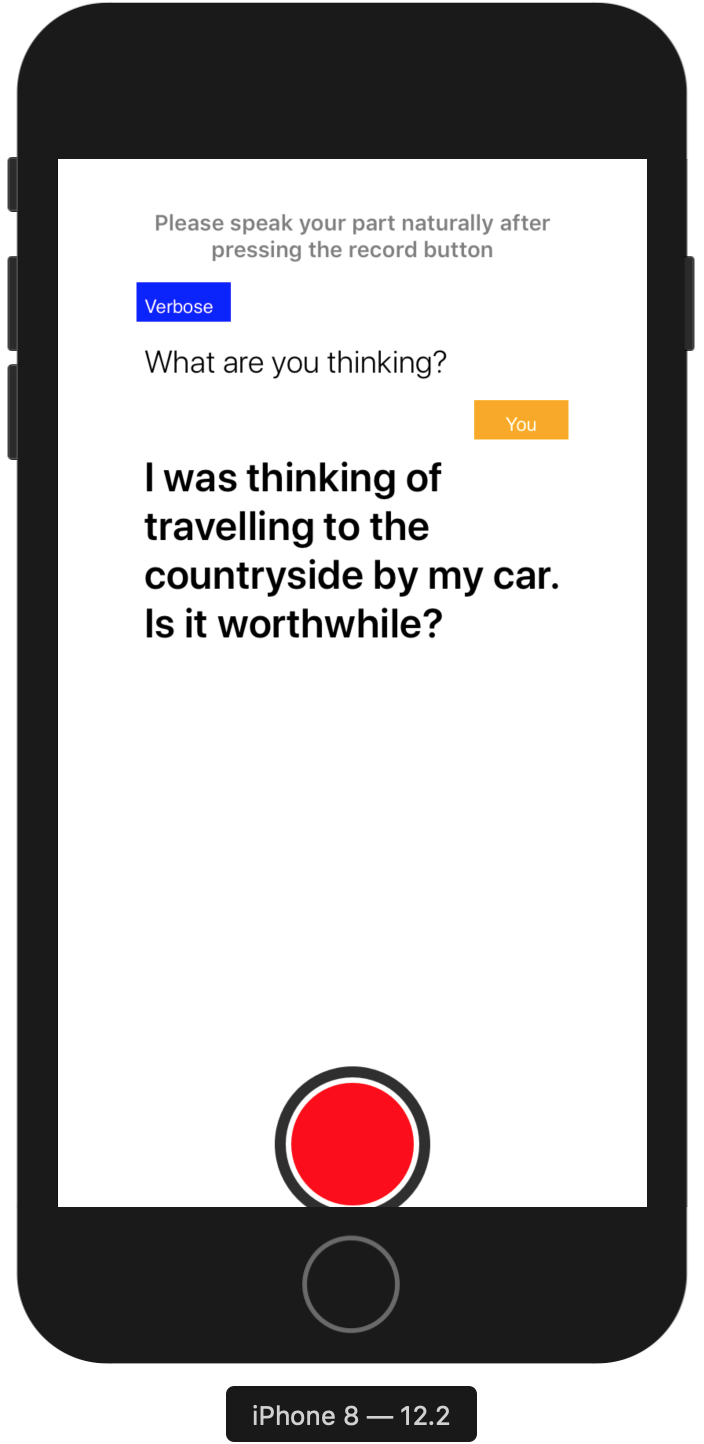 Please speak your part naturally after
pressing the record button
Verbose
What are you thinking?
You
I was thinking of
travelling to the
countryside by my car.
Is it worthwhile?
iPhone 8 — 12.2